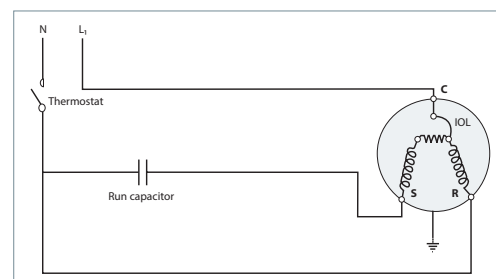 N L₁
C
Thermostat
IOL
Run capacitor
S R